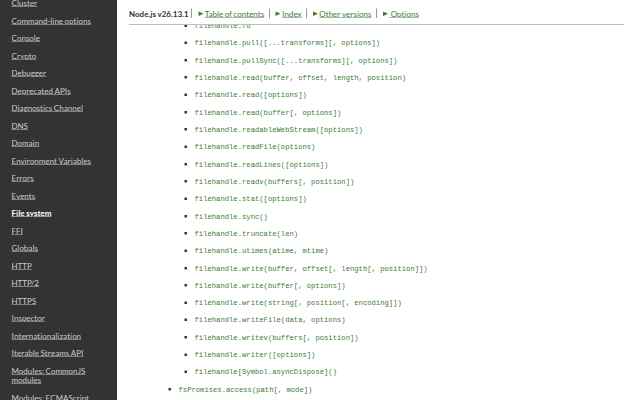 Cluster
Command-line options
Console
Crypto
Debugger
Deprecated APIs
Diagnostics Channel
DNS
Domain
Environment Variables
Errors
Events
File system
FFI
Globals
HTTP
HTTP/2
HTTPS
Inspector
Internationalization
Iterable Streams API
Modules: CommonJS
modules
Modules: ECMAScript
Node.js v26.13.1 ► Table of contents ► Index ► Other versions ► Options
filehandle.fd
filehandle.pull([...transforms][, options])
filehandle.pullSync([...transforms][, options])
filehandle.read(buffer, offset, length, position)
filehandle.read([options])
filehandle.read(buffer[, options])
filehandle.readableWebStream([options])
filehandle.readFile(options)
filehandle.readLines([options])
filehandle.readv(buffers[, position])
filehandle.stat([options])
filehandle.sync()
filehandle.truncate(len)
filehandle.utimes(atime, mtime)
filehandle.write(buffer, offset[, length[, position]])
filehandle.write(buffer[, options])
filehandle.write(string[, position[, encoding]])
filehandle.writeFile(data, options)
filehandle.writev(buffers[, position])
filehandle.writer([options])
filehandle[Symbol.asyncDispose]()
fsPromises.access(path[, mode])